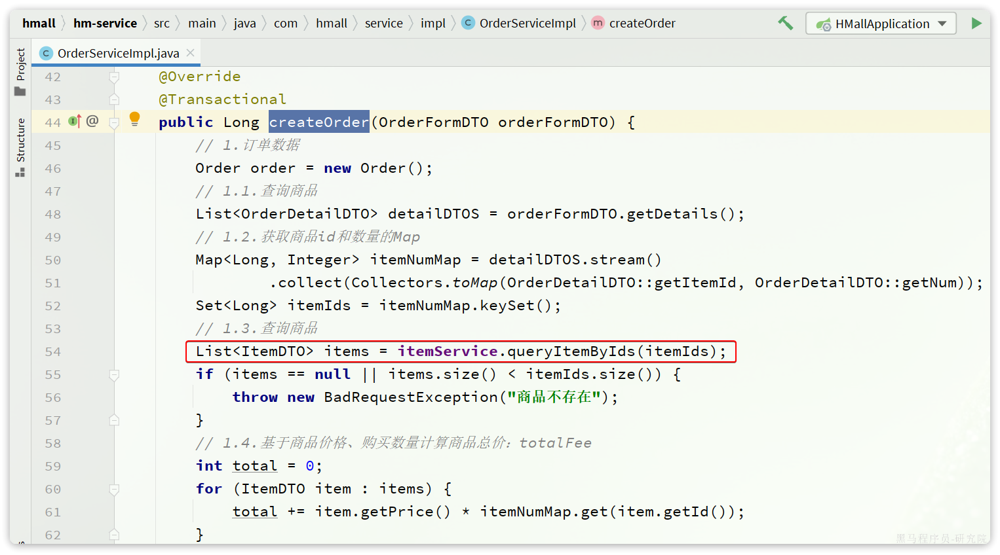 hmall hm-service src main java com hmall service impl OrderServiceImpl createOrder HMallApplication
OrderServiceImpl.java
Project
Structure
42 @Override
43 @Transactional
44 public Long createOrder(OrderFormDTO orderFormDTO) {
45 // 1.订单数据
46 Order order = new Order();
47 // 1.1.查询商品
48 List<OrderDetailDTO> detailDTOS = orderFormDTO.getDetails();
49 // 1.2.获取商品id和数量的Map
50 Map<Long, Integer> itemNumMap = detailDTOS.stream()
51 .collect(Collectors.toMap(OrderDetailDTO::getItemId, OrderDetailDTO::getNum));
52 Set<Long> itemIds = itemNumMap.keySet();
53 // 1.3.查询商品
54 List<ItemDTO> items = itemService.queryItemByIds(itemIds);
55 if (items == null || items.size() < itemIds.size()) {
56 throw new BadRequestException("商品不存在");
57 }
58 // 1.4.基于商品价格、购买数量计算商品总价：totalFee
59 int total = 0;
60 for (ItemDTO item : items) {
61 total += item.getPrice() * itemNumMap.get(item.getId());
62 }
黑马程序员-研究院